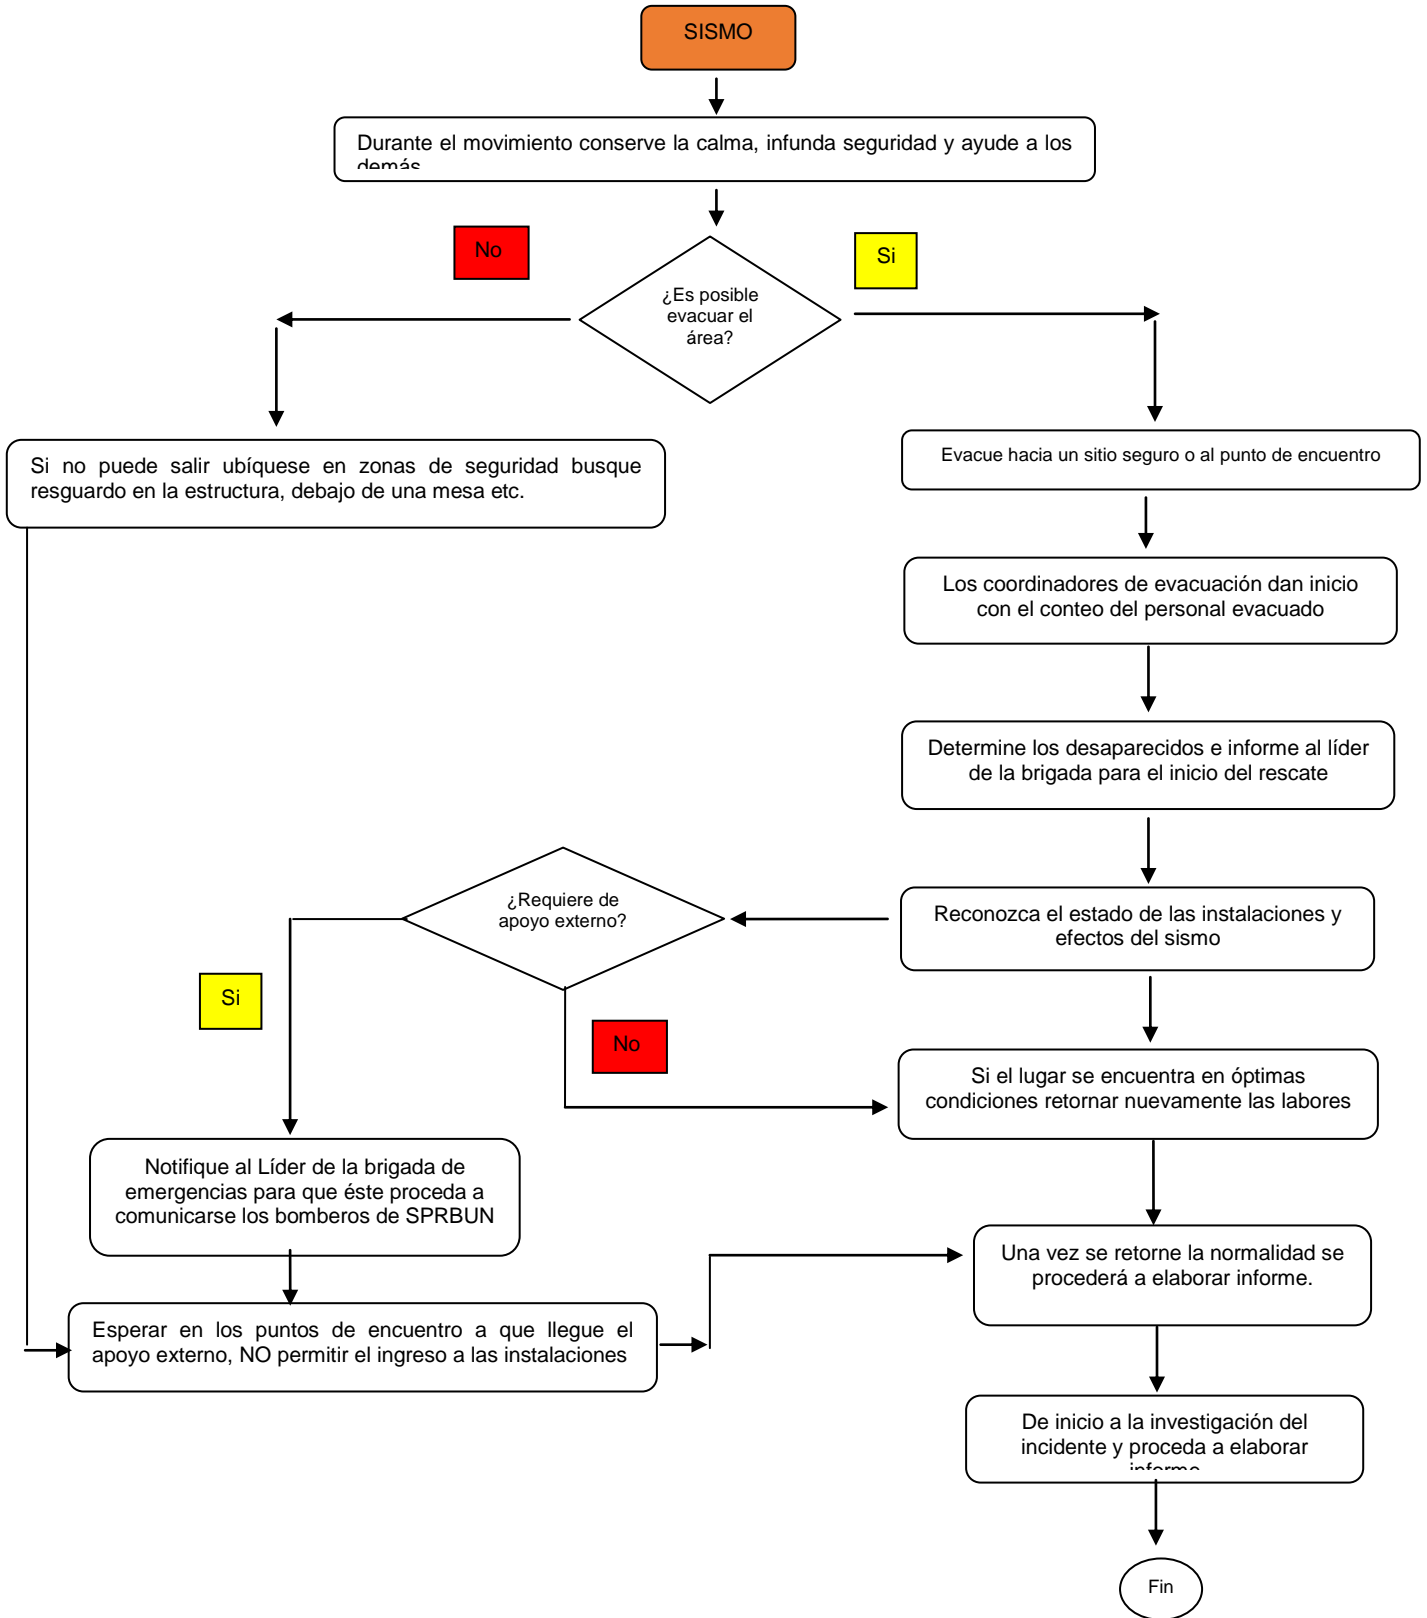 SISMO
Durante el movimiento conserve la calma, infunda seguridad y ayude a los
demás
No
Si
¿Es posible
evacuar el
área?
Si no puede salir ubíquese en zonas de seguridad busque
resguardo en la estructura, debajo de una mesa etc.
Evacue hacia un sitio seguro o al punto de encuentro
Los coordinadores de evacuación dan inicio
con el conteo del personal evacuado
Determine los desaparecidos e informe al líder
de la brigada para el inicio del rescate
¿Requiere de
apoyo externo?
Reconozca el estado de las instalaciones y
efectos del sismo
Si
No
Si el lugar se encuentra en óptimas
condiciones retornar nuevamente las labores
Notifique al Líder de la brigada de
emergencias para que éste proceda a
comunicarse los bomberos de SPRBUN
Una vez se retorne la normalidad se
procederá a elaborar informe.
Esperar en los puntos de encuentro a que llegue el
apoyo externo, NO permitir el ingreso a las instalaciones
De inicio a la investigación del
incidente y proceda a elaborar
informe
Fin